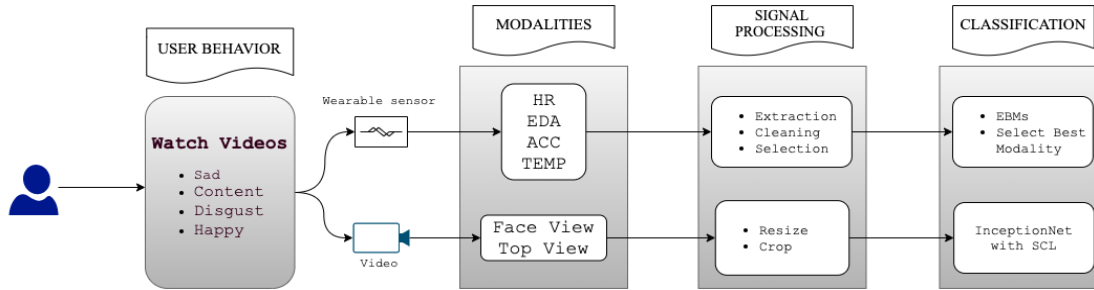 USER BEHAVIOR
MODALITIES
SIGNAL
PROCESSING
CLASSIFICATION
Watch Videos
• Sad
• Content
• Disgust
• Happy
Wearable sensor
Video
HR
EDA
ACC
TEMP
Face View
Top View
• Extraction
• Cleaning
• Selection
• Resize
• Crop
• EBMs
• Select Best
Modality
InceptionNet
with SCL